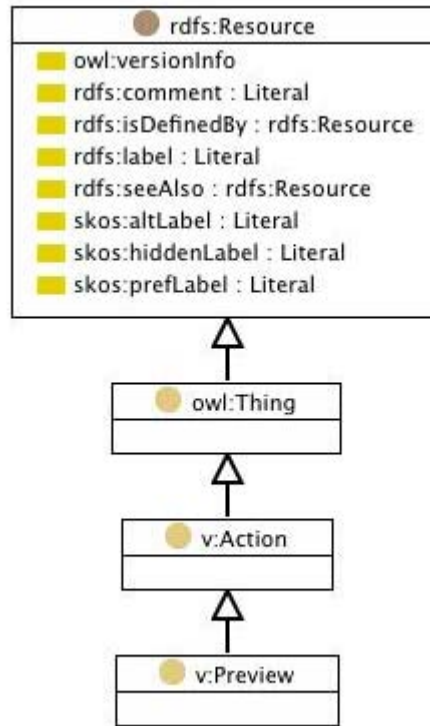 rdfs:Resource
owl:versionInfo
rdfs:comment : Literal
rdfs:isDefinedBy : rdfs:Resource
rdfs:label : Literal
rdfs:seeAlso : rdfs:Resource
skos:altLabel : Literal
skos:hiddenLabel : Literal
skos:prefLabel : Literal
owl:Thing
v:Action
v:Preview